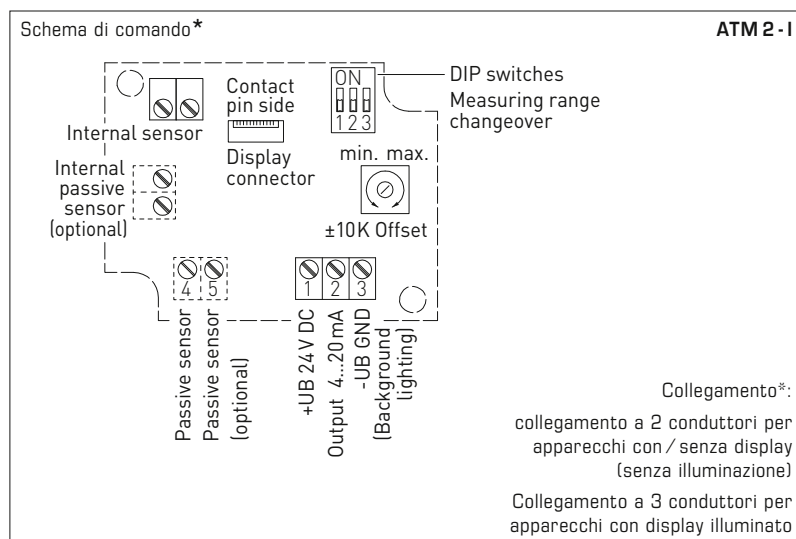 Schema di comando*
ATM 2 - I
ON
1 2 3
DIP switches
Measuring range
changeover
Contact
pin side
Internal sensor
Display
connector
min. max.
Internal
passive
sensor
(optional)
±10K Offset
4 5
1 2 3
Passive sensor
Passive sensor
(optional)
+UB 24V DC
Output 4...20mA
-UB GND
(Background
lighting)
Collegamento*:
collegamento a 2 conduttori per
apparecchi con / senza display
(senza illuminazione)
Collegamento a 3 conduttori per
apparecchi con display illuminato